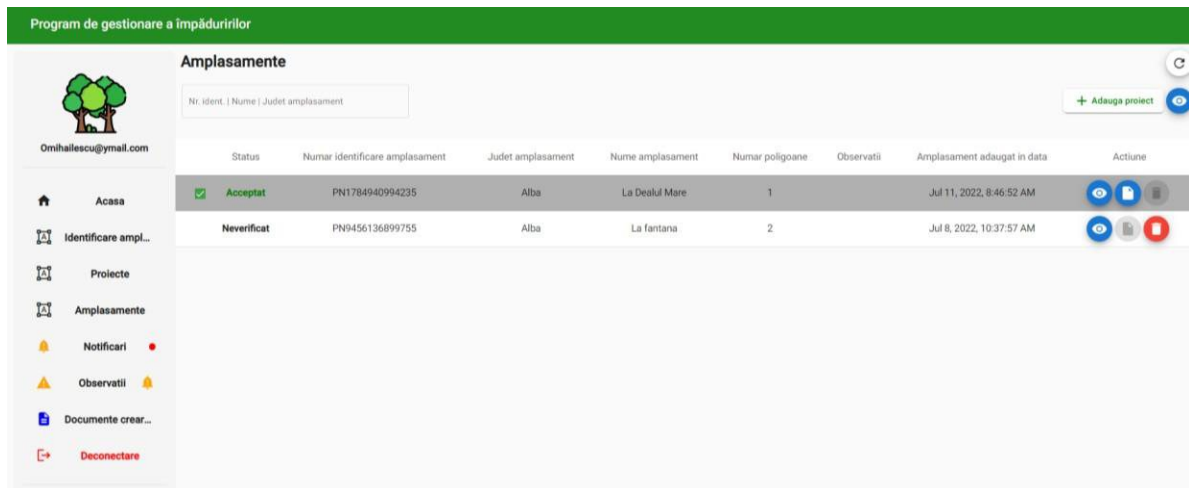 Program de gestionare a împăduririlor
Omihailescu@ymail.com
Acasa
Identificare ampl...
Proiecte
Amplasamente
Notificari
Observatii
Documente crear...
Deconectare
Amplasamente
Nr. ident. | Nume | Judet amplasament
+ Adauga proiect
Status Numar identificare amplasament Judet amplasament Nume amplasament Numar poligoane Observatii Amplasament adaugat in data Actiune
Acceptat PN1784940994235 Alba La Dealul Mare 1 Jul 11, 2022, 8:46:52 AM
Neverificat PN9456136899755 Alba La fantana 2 Jul 8, 2022, 10:37:57 AM